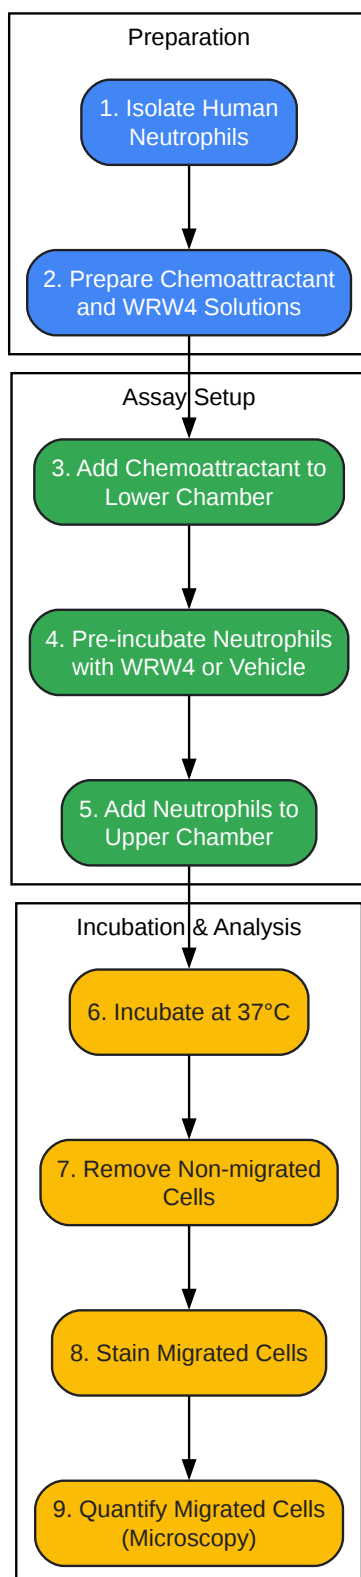 Preparation
1. Isolate Human
Neutrophils
2. Prepare Chemoattractant
and WRW4 Solutions
Assay Setup
3. Add Chemoattractant to
Lower Chamber
4. Pre-incubate Neutrophils
with WRW4 or Vehicle
5. Add Neutrophils to
Upper Chamber
Incubation & Analysis
6. Incubate at 37°C
7. Remove Non-migrated
Cells
8. Stain Migrated Cells
9. Quantify Migrated Cells
(Microscopy)